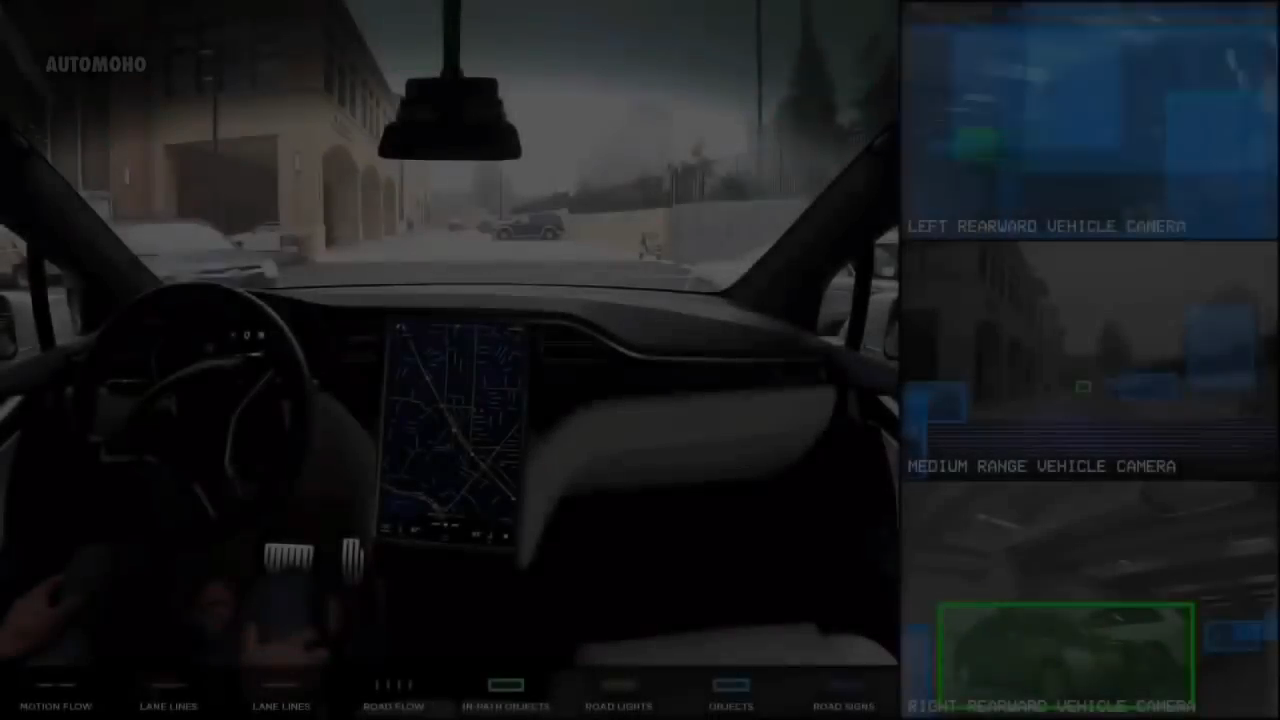 AUTOMOHO
LEFT REARWARD VEHICLE CAMERA
MEDIUM RANGE VEHICLE CAMERA
RIGHT REARWARD VEHICLE CAMERA
MOTION FLOW
LANE LINES
LANE LINES
ROAD FLOW
IN-PATH OBJECTS
ROAD LIGHTS
OBJECTS
ROAD SIGNS